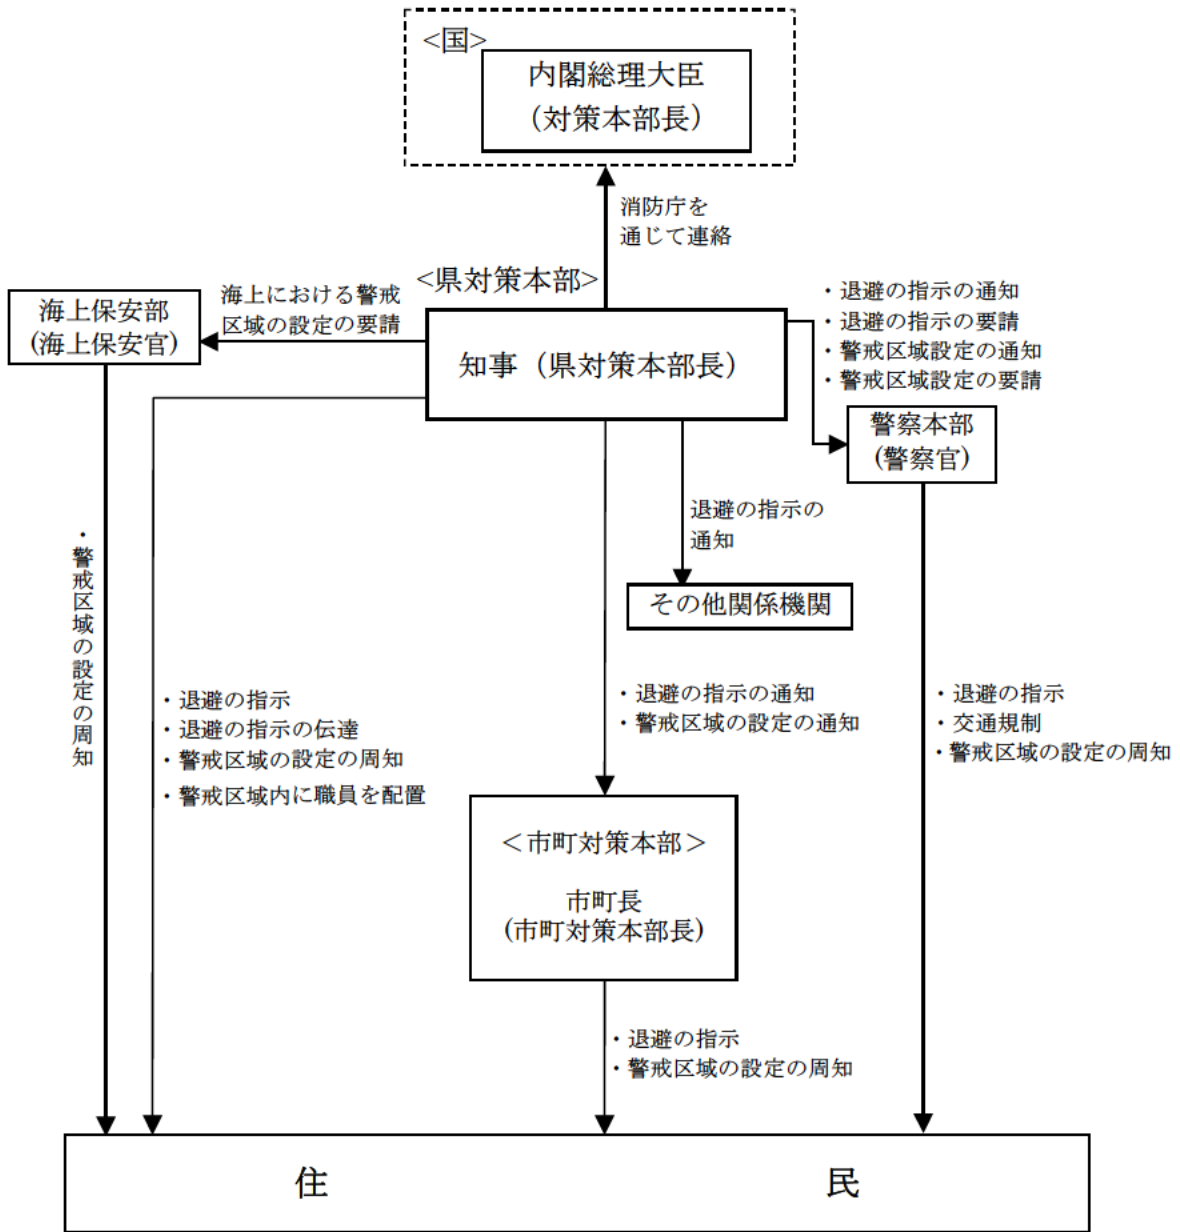 <国>
内閣総理大臣
（対策本部長）
消防庁を
通じて連絡
<県対策本部>
海上における警戒
区域の設定の要請
海上保安部
(海上保安官)
知事（県対策本部長）
・退避の指示の通知
・退避の指示の要請
・警戒区域設定の通知
・警戒区域設定の要請
警察本部
(警察官)
退避の指示の
通知
その他関係機関
・警戒区域の設定の周知
・退避の指示
・退避の指示の伝達
・警戒区域の設定の周知
・警戒区域内に職員を配置
・退避の指示の通知
・警戒区域の設定の通知
・退避の指示
・交通規制
・警戒区域の設定の周知
＜市町対策本部＞
市町長
(市町対策本部長)
・退避の指示
・警戒区域の設定の周知
住民